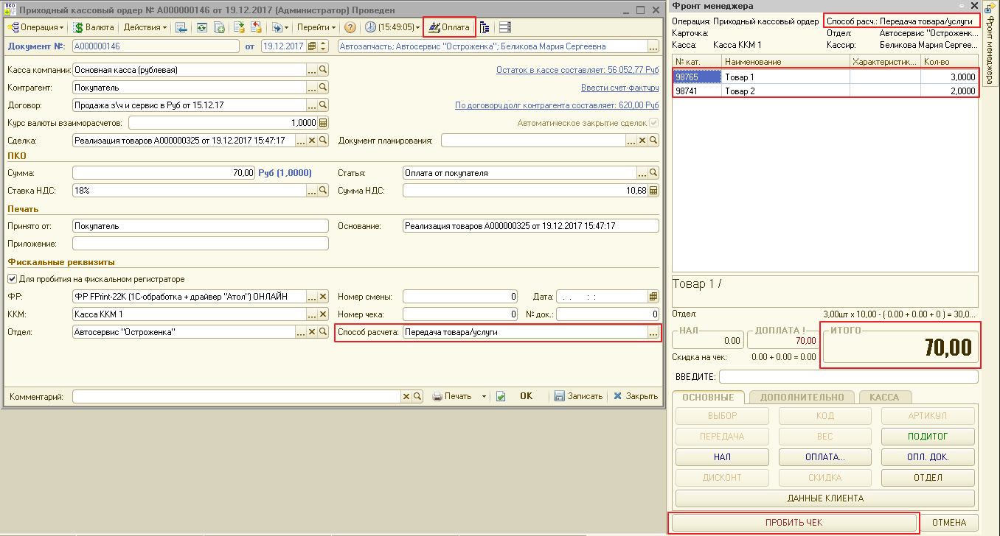 Приходный кассовый ордер № А000000146 от 19.12.2017 (Администратор) Проведен
Операция Валюта Действия Перейти (15:49:05) Оплата
Документ №: А000000146 от 19.12.2017 Автозапчасть; Автосервис "Остроженка"; Беликова Мария Сергеевна ...
Касса компании: Основная касса (рублевая) ... Остаток в кассе составляет: 56 052,77 Руб
Контрагент: Покупатель ... Ввести счет-фактуру
Договор: Продажа з\ч и сервис в Руб от 15.12.17 ... По договору долг контрагента составляет: 620,00 Руб
Курс валюты взаиморасчетов: 1,0000 Автоматическое закрытие сделок
Сделка: Реализация товаров А000000325 от 19.12.2017 15:47:17 ... Документ планирования: ...
ПКО
Сумма: 70,00 Руб (1,0000) Статья: Оплата от покупателя ...
Ставка НДС: 18% ... Сумма НДС: 10,68
Печать
Принято от: Покупатель Основание: Реализация товаров А000000325 от 19.12.2017 15:47:17
Приложение:
Фискальные реквизиты
Для пробития на фискальном регистраторе
ФР: ФР FPrint-22K (1С-обработка + драйвер "Атол") ОНЛАЙН ... Номер смены: 0 Дата: . . : :
ККМ: Касса ККМ 1 ... Номер чека: 0 № док.: 0
Отдел: Автосервис "Остроженка" ... Способ расчета: Передача товара/услуги ...
Комментарий: Печать OK Записать Закрыть
Фронт менеджера
Операция: Приходный кассовый ордер Способ расч.: Передача товара/услуги
Карточка: Отдел: Автосервис "Остроженк...
Касса: Касса ККМ 1 Кассир: Беликова Мария Сергее...
№ кат. Наименование Характеристик... Кол-во
98765 Товар 1 3,0000
98741 Товар 2 2,0000
Товар 1 /
Отдел: 3,00шт x 10,00 - ( 0.00 + 0.00 + 0 ) = 30,0...
НАЛ ДОПЛАТА ! ИТОГО
0.00 70,00 70,00
Скидка на чек: 0.00 + 0.00 = 0.00
ВВЕДИТЕ:
ОСНОВНЫЕ ДОПОЛНИТЕЛЬНО КАССА
ВЫБОР КОД АРТИКУЛ
ПЕРЕДАЧА ВЕС ПОДИТОГ
НАЛ ОПЛАТА... ОПЛ. ДОК.
ДИСКОНТ СКИДКА ОТДЕЛ
ДАННЫЕ КЛИЕНТА
ПРОБИТЬ ЧЕК ОТМЕНА
Фронт менеджера